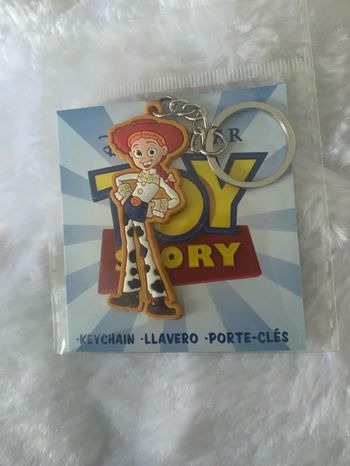 TOY
STORY
·KEYCHAIN ·LLAVERO ·PORTE-CLÉS